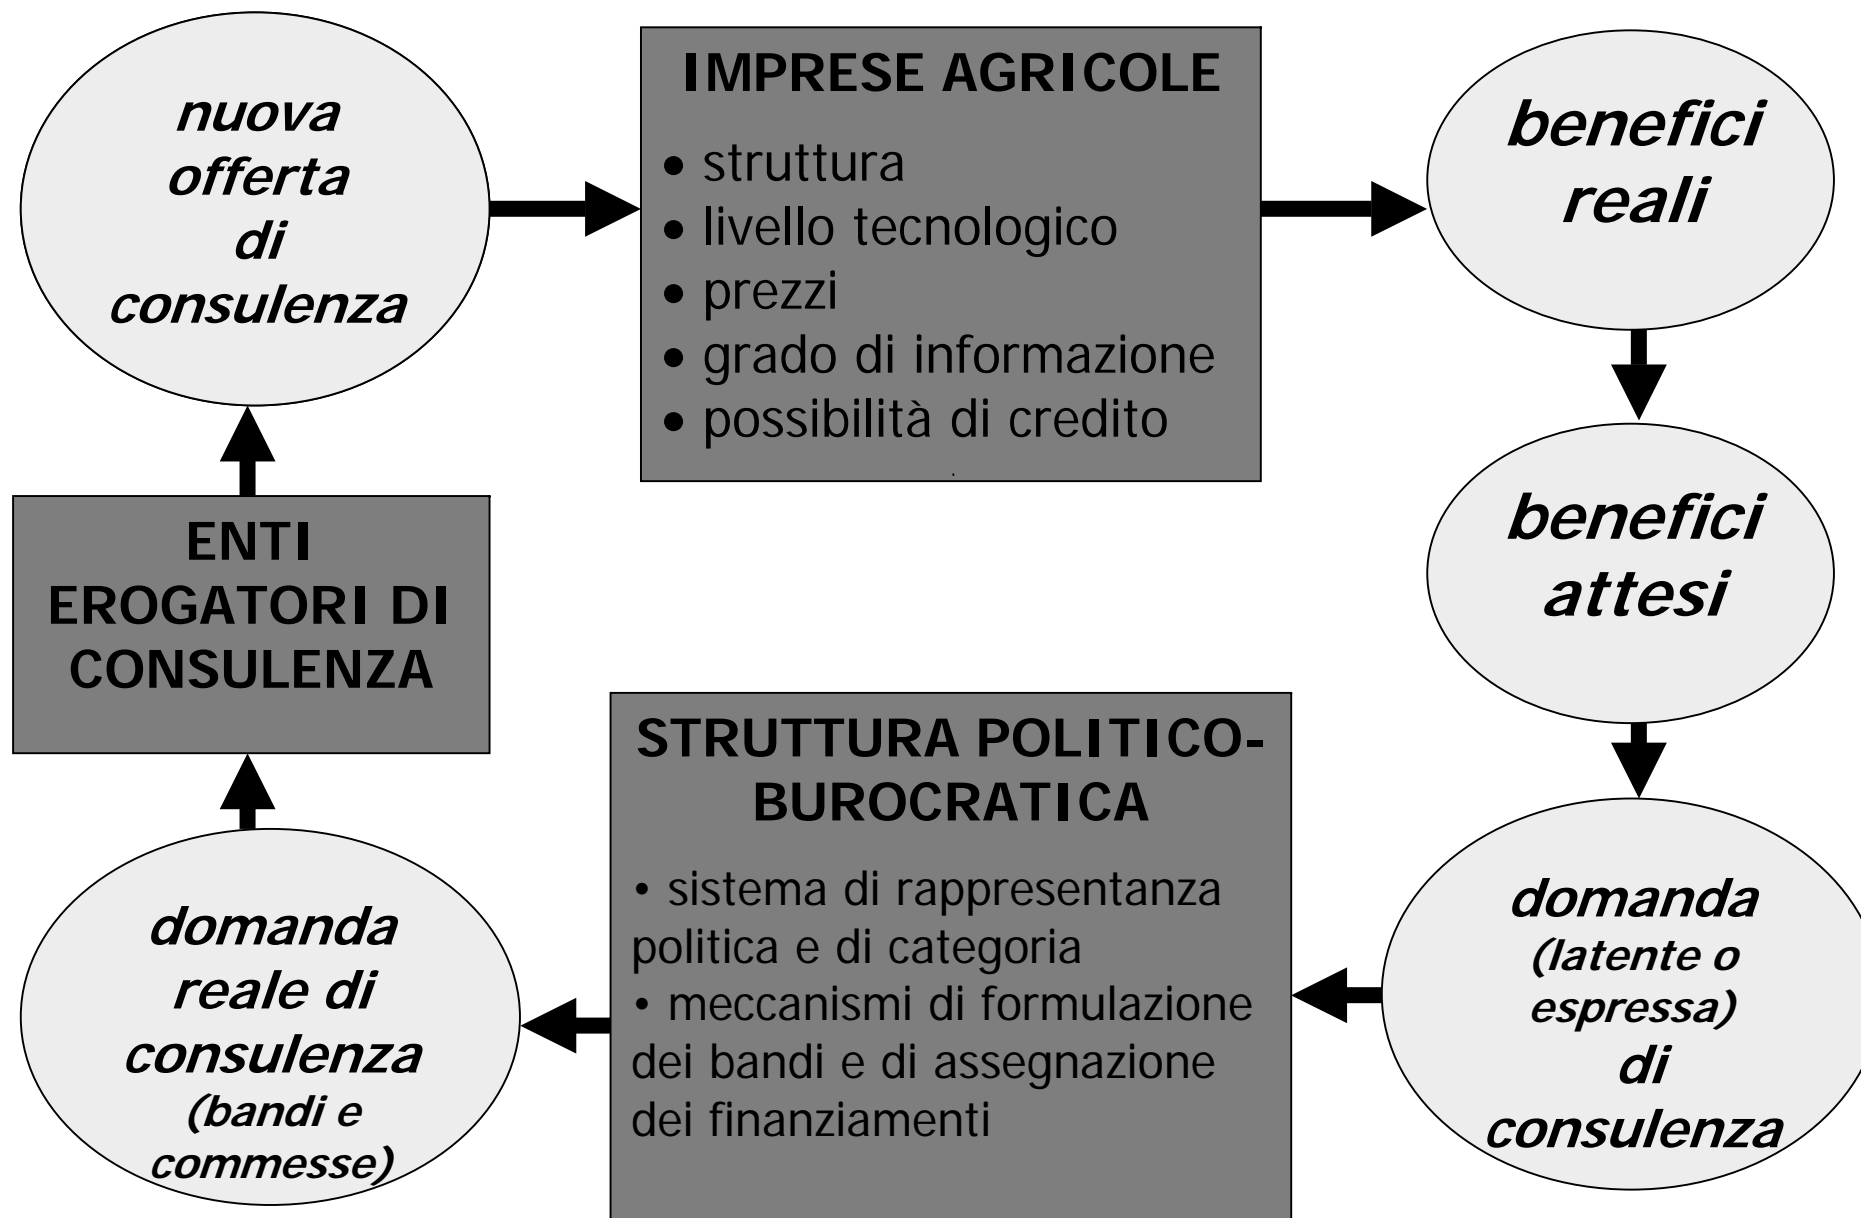 nuova
offerta
di
consulenza
IMPRESE AGRICOLE
• struttura
• livello tecnologico
• prezzi
• grado di informazione
• possibilità di credito
benefici
reali
benefici
attesi
domanda
(latente o
espressa)
di
consulenza
STRUTTURA POLITICO-
BUROCRATICA
• sistema di rappresentanza
politica e di categoria
• meccanismi di formulazione
dei bandi e di assegnazione
dei finanziamenti
domanda
reale di
consulenza
(bandi e
commesse)
ENTI
EROGATORI DI
CONSULENZA